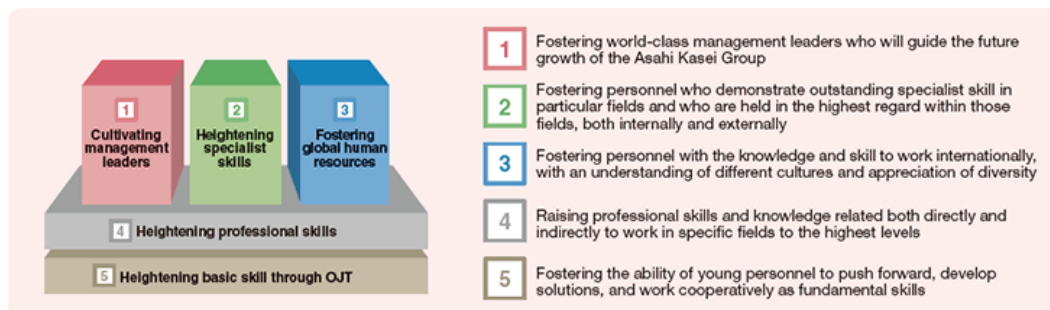 1
Cultivating
management
leaders
2
Heightening
specialist
skills
3
Fostering
global human
resources
4 Heightening professional skills
5 Heightening basic skill through OJT
1
Fostering world-class management leaders who will guide the future
growth of the Asahi Kasei Group
2
Fostering personnel who demonstrate outstanding specialist skill in
particular fields and who are held in the highest regard within those
fields, both internally and externally
3
Fostering personnel with the knowledge and skill to work internationally,
with an understanding of different cultures and appreciation of diversity
4
Raising professional skills and knowledge related both directly and
indirectly to work in specific fields to the highest levels
5
Fostering the ability of young personnel to push forward, develop
solutions, and work cooperatively as fundamental skills